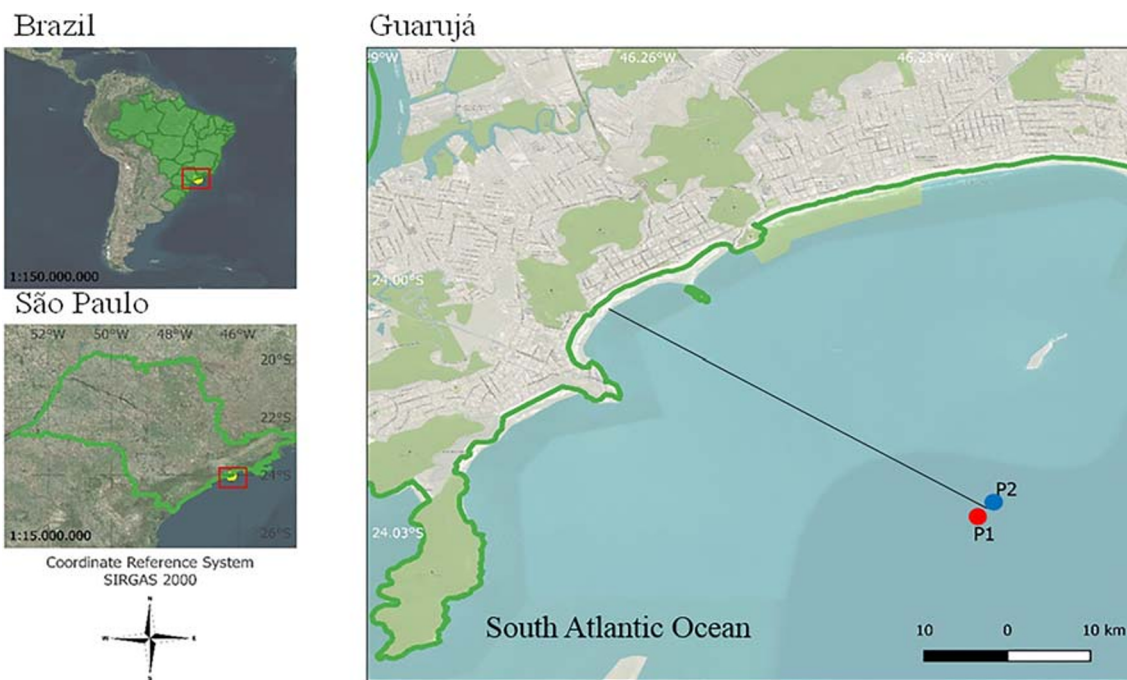 Brazil
1:150.000.000
São Paulo
52°W 50°W 48°W 46°W
20°S
22°S
24°S
26°S
1:15.000.000
Coordinate Reference System
SIRGAS 2000
N
W E
S
Guarujá
29°W 46.26°W 46.23°W
24.00°S
24.03°S
P2
P1
South Atlantic Ocean
10 0 10 km